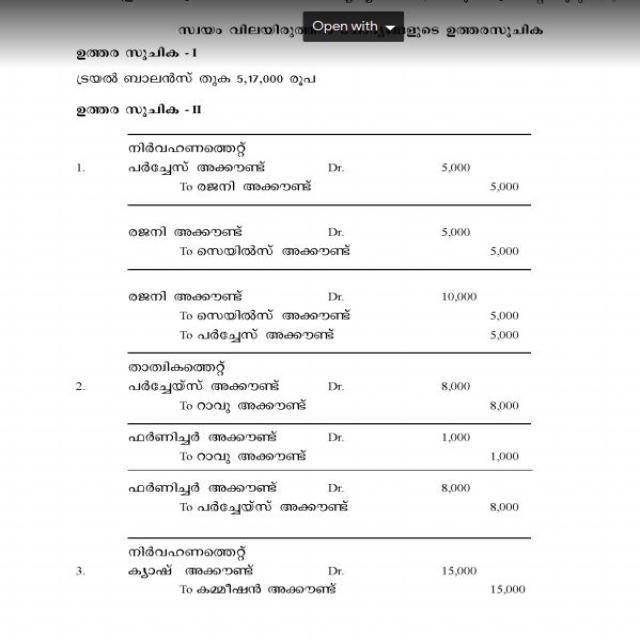 സ്വയം വിലയിരുത്ത Open with ളുടെ ഉത്തരസൂചിക
ഉത്തര സൂചിക - I
ട്രയൽ ബാലൻസ് തുക 5,17,000 രൂപ
ഉത്തര സൂചിക - II
നിർവഹണത്തെറ്റ്
1. പർച്ചേസ് അക്കൗണ്ട് Dr. 5,000
To രജനി അക്കൗണ്ട് 5,000
രജനി അക്കൗണ്ട് Dr. 5,000
To സെയിൽസ് അക്കൗണ്ട് 5,000
രജനി അക്കൗണ്ട് Dr. 10,000
To സെയിൽസ് അക്കൗണ്ട് 5,000
To പർച്ചേസ് അക്കൗണ്ട് 5,000
താത്വികത്തെറ്റ്
2. പർച്ചേയ്സ് അക്കൗണ്ട് Dr. 8,000
To റാവു അക്കൗണ്ട് 8,000
ഫർണിച്ചർ അക്കൗണ്ട് Dr. 1,000
To റാവു അക്കൗണ്ട് 1,000
ഫർണിച്ചർ അക്കൗണ്ട് Dr. 8,000
To പർച്ചേയ്സ് അക്കൗണ്ട് 8,000
നിർവഹണത്തെറ്റ്
3. ക്യാഷ് അക്കൗണ്ട് Dr. 15,000
To കമ്മീഷൻ അക്കൗണ്ട് 15,000